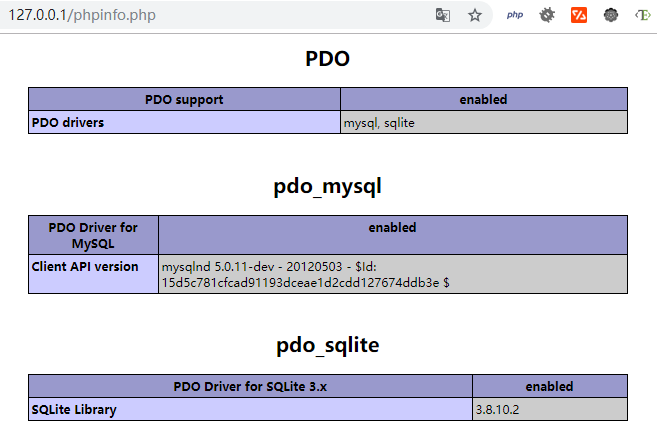 127.0.0.1/phpinfo.php
php
PDO
PDO support enabled
PDO drivers mysql, sqlite
pdo_mysql
PDO Driver for
MySQL enabled
Client API version mysqlnd 5.0.11-dev - 20120503 - $Id:
15d5c781cfcad91193dceae1d2cdd127674ddb3e $
pdo_sqlite
PDO Driver for SQLite 3.x enabled
SQLite Library 3.8.10.2